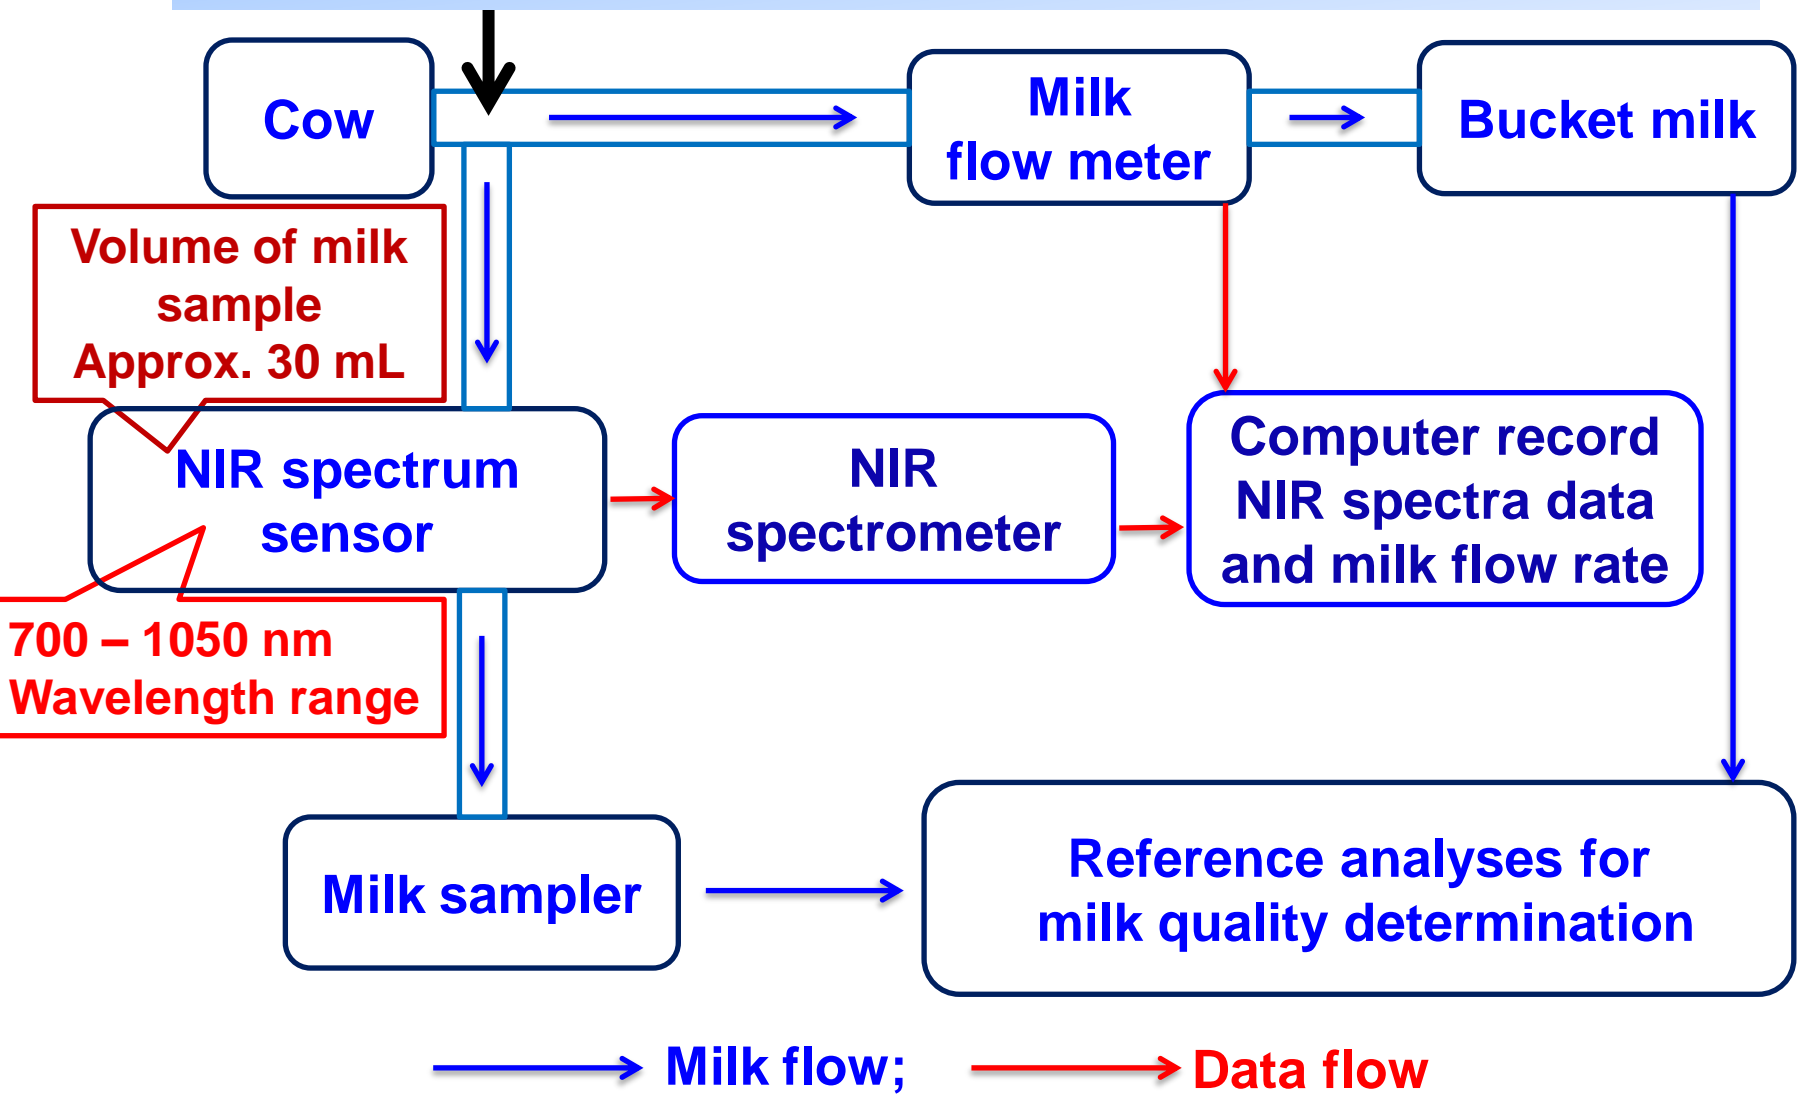 Cow
Milk
flow meter
Bucket milk
Volume of milk
sample
Approx. 30 mL
NIR spectrum
sensor
NIR
spectrometer
Computer record
NIR spectra data
and milk flow rate
700 – 1050 nm
Wavelength range
Milk sampler
Reference analyses for
milk quality determination
Milk flow;
Data flow